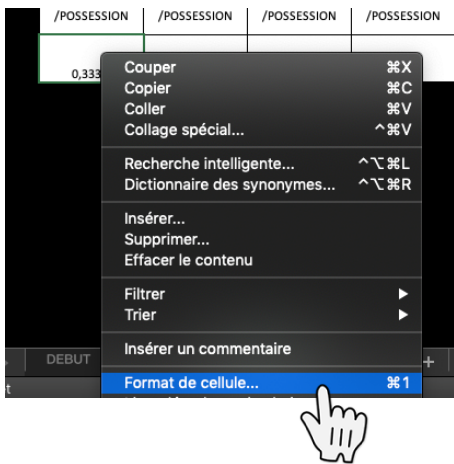 /POSSESSION /POSSESSION /POSSESSION /POSSESSION
0,333
Couper ⌘X
Copier ⌘C
Coller ⌘V
Collage spécial... ^⌘V
Recherche intelligente... ^⌥⌘L
Dictionnaire des synonymes... ^⌥⌘R
Insérer...
Supprimer...
Effacer le contenu
Filtrer ▶
Trier ▶
Insérer un commentaire
DEBUT +
Format de cellule... ⌘1